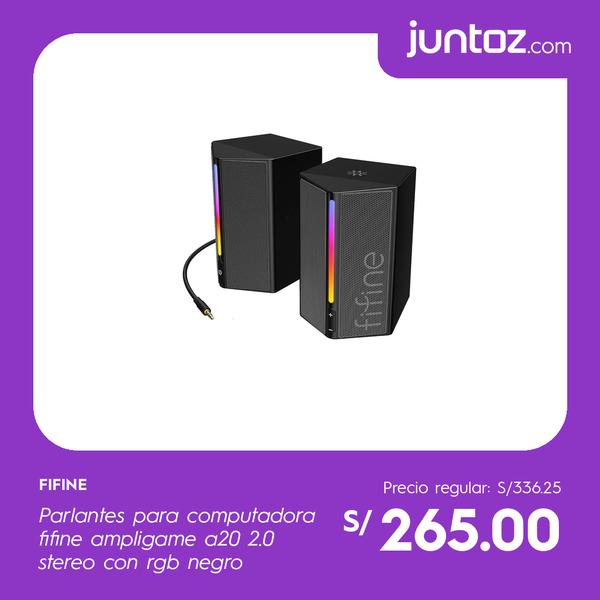 juntoz.com
fifine
FIFINE
Parlantes para computadora
fifine ampligame a20 2.0
stereo con rgb negro
Precio regular: S/336.25
S/ 265.00